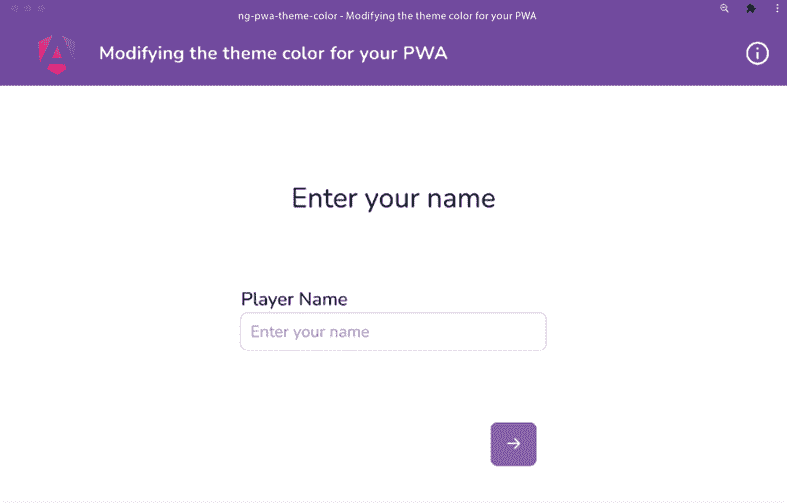 ng-pwa-theme-color - Modifying the theme color for your PWA
Modifying the theme color for your PWA
Enter your name
Player Name
Enter your name